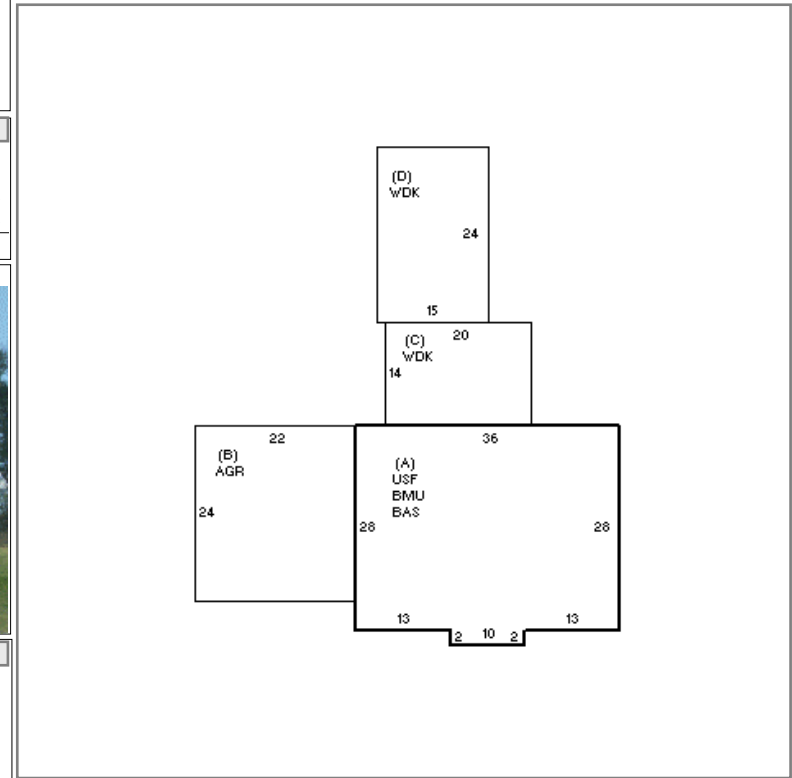 (D)
WDK
24
15
20
(C)
WDK
14
22
36
(B)
AGR
(A)
USF
BMU
BAS
24
28
28
13
13
2 10 2